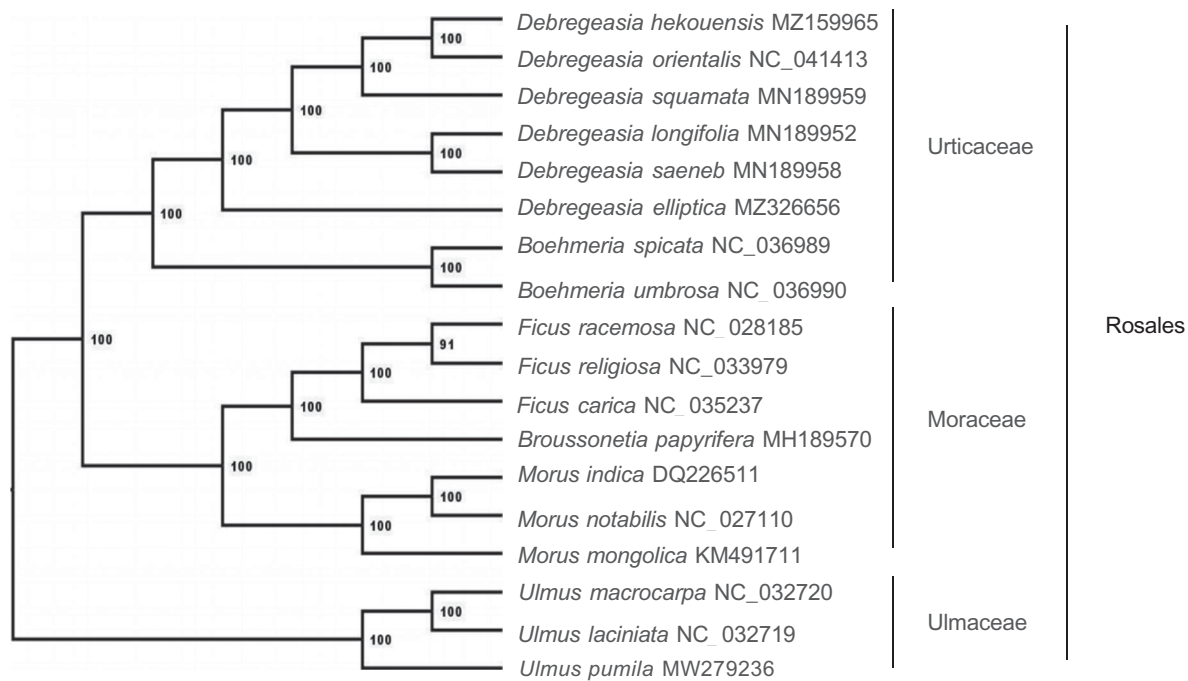 Debregeasia hekouensis MZ159965
100
Debregeasia orientalis NC_041413
100
Debregeasia squamata MN189959
100
Debregeasia longifolia MN189952
100
Debregeasia saeneb MN189958
100
Debregeasia elliptica MZ326656
100
Boehmeria spicata NC_036989
100
Boehmeria umbrosa NC_036990
Urticaceae
100
Ficus racemosa NC_028185
91
Ficus religiosa NC_033979
100
Ficus carica NC_035237
100
Broussonetia papyrifera MH189570
100
Morus indica DQ226511
100
Morus notabilis NC_027110
100
Morus mongolica KM491711
Moraceae
Ulmus macrocarpa NC_032720
100
Ulmus laciniata NC_032719
100
Ulmus pumila MW279236
Ulmaceae
Rosales